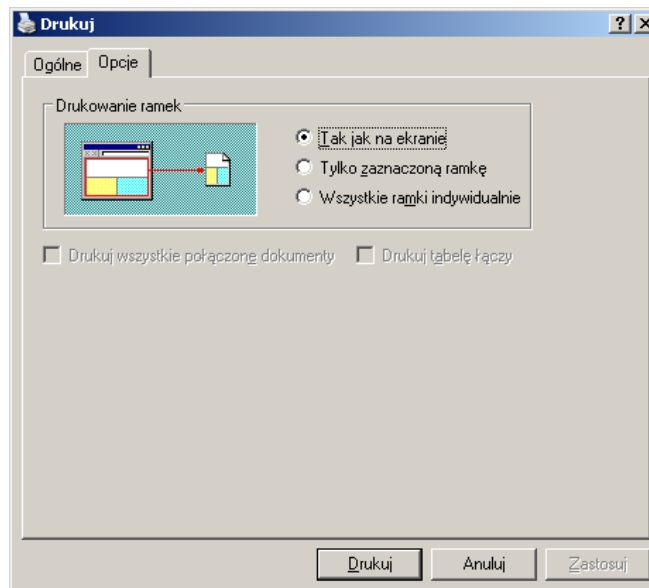 Drukuj
Ogólne Opcje
Drukowanie ramek
Tak jak na ekranie
Tylko zaznaczoną ramkę
Wszystkie ramki indywidualnie
Drukuj wszystkie połączone dokumenty Drukuj tabelę łączy
Drukuj Anuluj Zastosuj